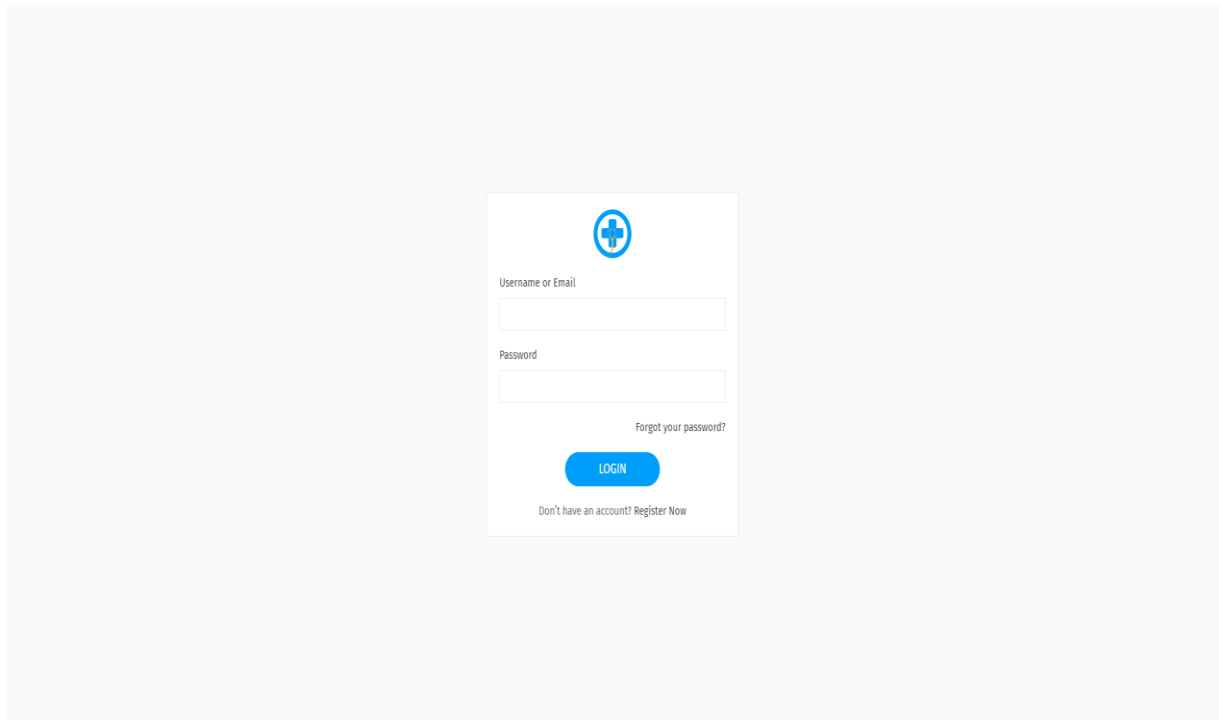 Username or Email
Password
Forgot your password?
LOGIN
Don't have an account? Register Now